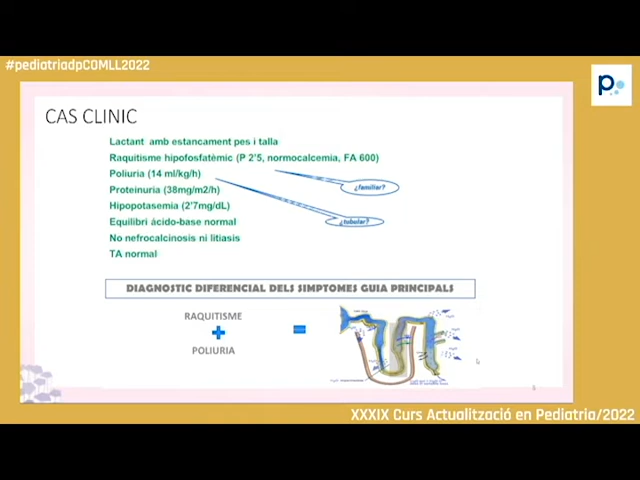 #pediatriadpCOMLL2022
p.
CAS CLINIC
Lactant amb estancament pes i talla
Raquitisme hipofosfatèmic (P 2'5, normocalcemia, FA 600)
Poliuria (14 ml/kg/h)
¿familiar?
Proteinuria (38mg/m2/h)
Hipopotasemia (2'7mg/dL)
¿tubular?
Equilibri ácido-base normal
No nefrocalcinosis ni litiasis
TA normal
DIAGNOSTIC DIFERENCIAL DELS SIMPTOMES GUIA PRINCIPALS
RAQUITISME
POLIURIA
XXXIX Curs Actualització en Pediatria/2022